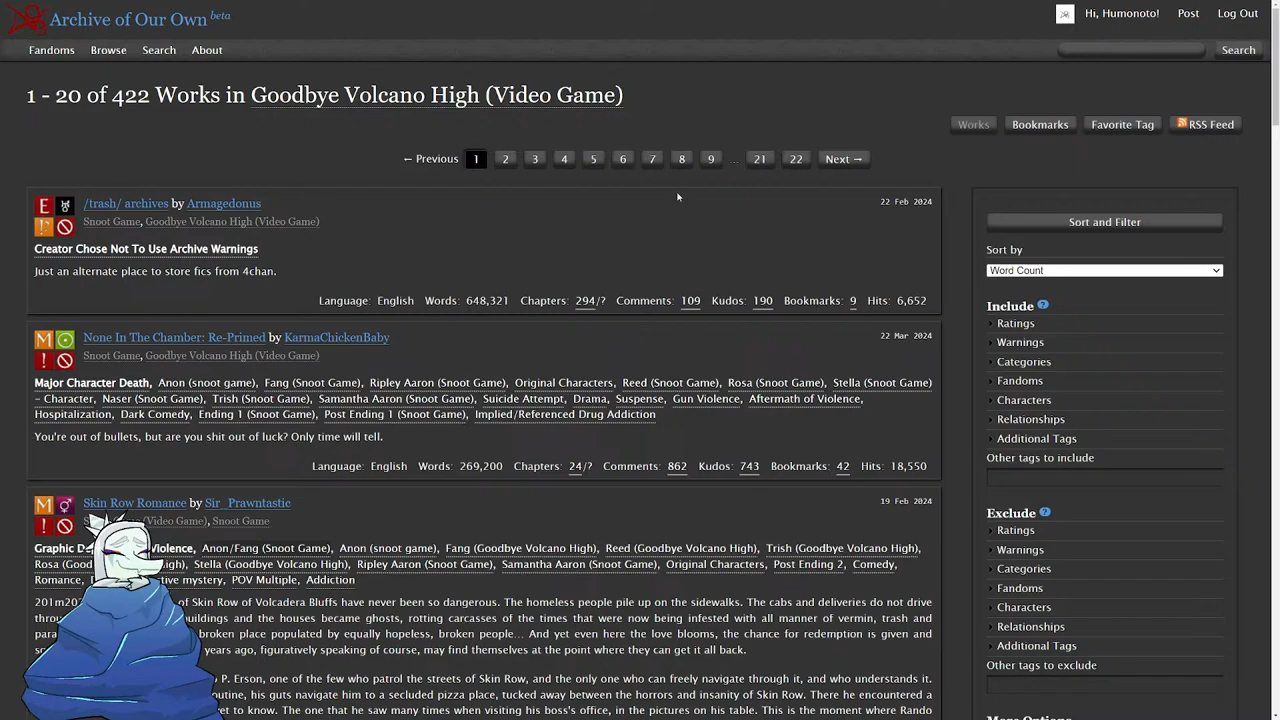 Archive of Our Own beta
Hi, Humonoto! Post Log Out
Fandoms Browse Search About
Search
1 - 20 of 422 Works in Goodbye Volcano High (Video Game)
Works Bookmarks Favorite Tag RSS Feed
← Previous 1 2 3 4 5 6 7 8 9 … 21 22 Next →
/trash/ archives by Armagedonus
22 Feb 2024
Snoot Game, Goodbye Volcano High (Video Game)
Creator Chose Not To Use Archive Warnings
Just an alternate place to store fics from 4chan.
Language: English Words: 648,321 Chapters: 294/? Comments: 109 Kudos: 190 Bookmarks: 9 Hits: 6,652
None In The Chamber: Re-Primed by KarmaChickenBaby
22 Mar 2024
Snoot Game, Goodbye Volcano High (Video Game)
Major Character Death, Anon (snoot game), Fang (Snoot Game), Ripley Aaron (Snoot Game), Original Characters, Reed (Snoot Game), Rosa (Snoot Game), Stella (Snoot Game)
- Character, Naser (Snoot Game), Trish (Snoot Game), Samantha Aaron (Snoot Game), Suicide Attempt, Drama, Suspense, Gun Violence, Aftermath of Violence,
Hospitalization, Dark Comedy, Ending 1 (Snoot Game), Post Ending 1 (Snoot Game), Implied/Referenced Drug Addiction
You're out of bullets, but are you shit out of luck? Only time will tell.
Language: English Words: 269,200 Chapters: 24/? Comments: 862 Kudos: 743 Bookmarks: 42 Hits: 18,550
Skin Row Romance by Sir_Prawntastic
19 Feb 2024
(Video Game), Snoot Game
Graphic Violence, Anon/Fang (Snoot Game), Anon (snoot game), Fang (Goodbye Volcano High), Reed (Goodbye Volcano High), Trish (Goodbye Volcano High),
Rosa Stella (Goodbye Volcano High), Ripley Aaron (Snoot Game), Samantha Aaron (Snoot Game), Original Characters, Post Ending 2, Comedy,
Romance, mystery, POV Multiple, Addiction
of Skin Row of Volcadera Bluffs have never been so dangerous. The homeless people pile up on the sidewalks. The cabs and deliveries do not drive
buildings and the houses became ghosts, rotting carcasses of the times that were now being infested with all manner of vermin, trash and
broken place populated by equally hopeless, broken people... And yet even here the love blooms, the chance for redemption is given and
years ago, figuratively speaking of course, may find themselves at the point where they can get it all back.
P. Erson, one of the few who patrol the streets of Skin Row, and the only one who can freely navigate through it, and who understands it.
his guts navigate him to a secluded pizza place, tucked away between the horrors and insanity of Skin Row. There he encountered a
to know. The one that he saw many times when visiting his boss's office, in the pictures on his table. This is the moment where Rando
Sort and Filter
Sort by
Word Count
Include ?
Ratings
Warnings
Categories
Fandoms
Characters
Relationships
Additional Tags
Other tags to include
Exclude ?
Ratings
Warnings
Categories
Fandoms
Characters
Relationships
Additional Tags
Other tags to exclude
More Options